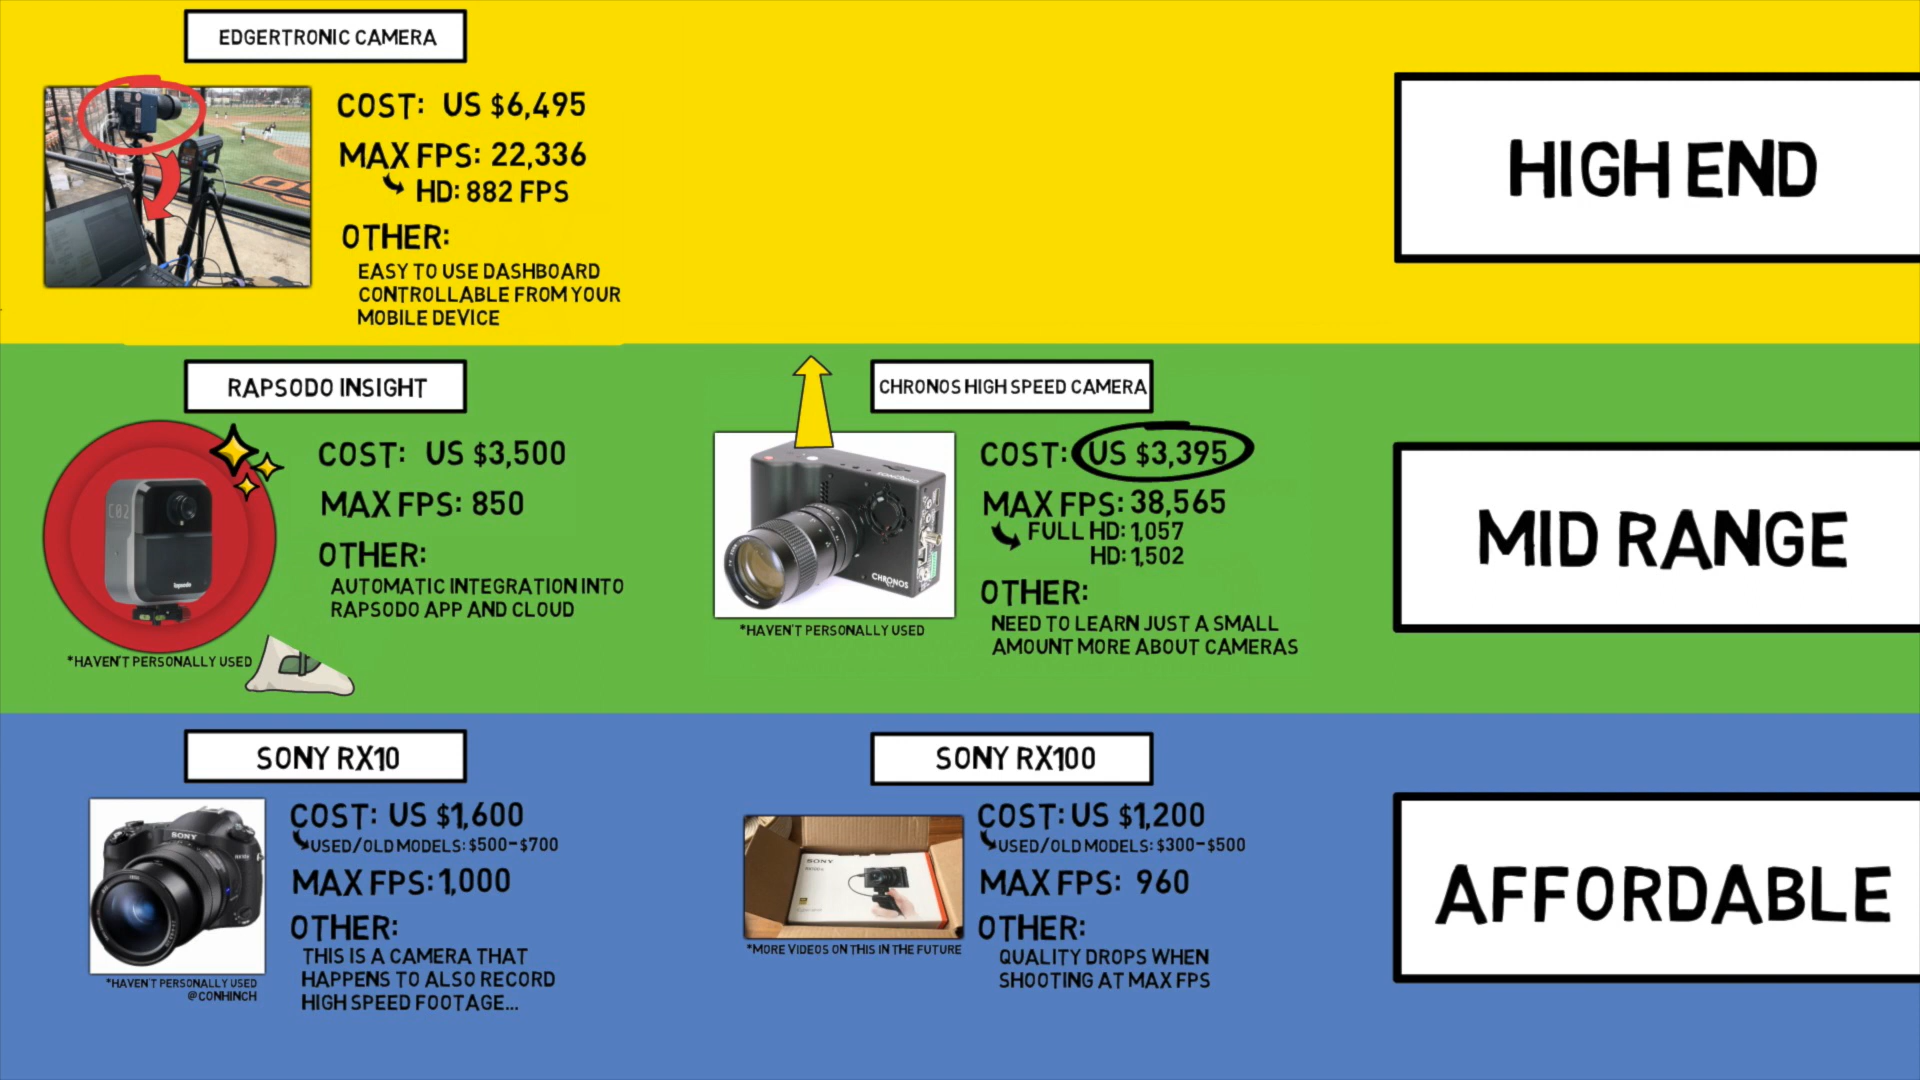 EDGERTRONIC CAMERA
COST: US $6,495
MAX FPS: 22,336
HD: 882 FPS
OTHER:
EASY TO USE DASHBOARD
CONTROLLABLE FROM YOUR
MOBILE DEVICE
HIGH END
RAPSODO INSIGHT
COST: US $3,500
MAX FPS: 850
OTHER:
AUTOMATIC INTEGRATION INTO
RAPSODO APP AND CLOUD
C02
rapsodo
*HAVEN'T PERSONALLY USED
CHRONOS HIGH SPEED CAMERA
COST: US $3,395
MAX FPS: 38,565
FULL HD: 1,057
HD: 1,502
OTHER:
NEED TO LEARN JUST A SMALL
AMOUNT MORE ABOUT CAMERAS
CHRONOS
*HAVEN'T PERSONALLY USED
MID RANGE
SONY RX10
COST: US $1,600
USED/OLD MODELS: $500-$700
MAX FPS: 1,000
OTHER:
THIS IS A CAMERA THAT
HAPPENS TO ALSO RECORD
HIGH SPEED FOOTAGE...
SONY
*HAVEN'T PERSONALLY USED
@CONHINCH
SONY RX100
COST: US $1,200
USED/OLD MODELS: $300-$500
MAX FPS: 960
OTHER:
QUALITY DROPS WHEN
SHOOTING AT MAX FPS
SONY
*MORE VIDEOS ON THIS IN THE FUTURE
AFFORDABLE